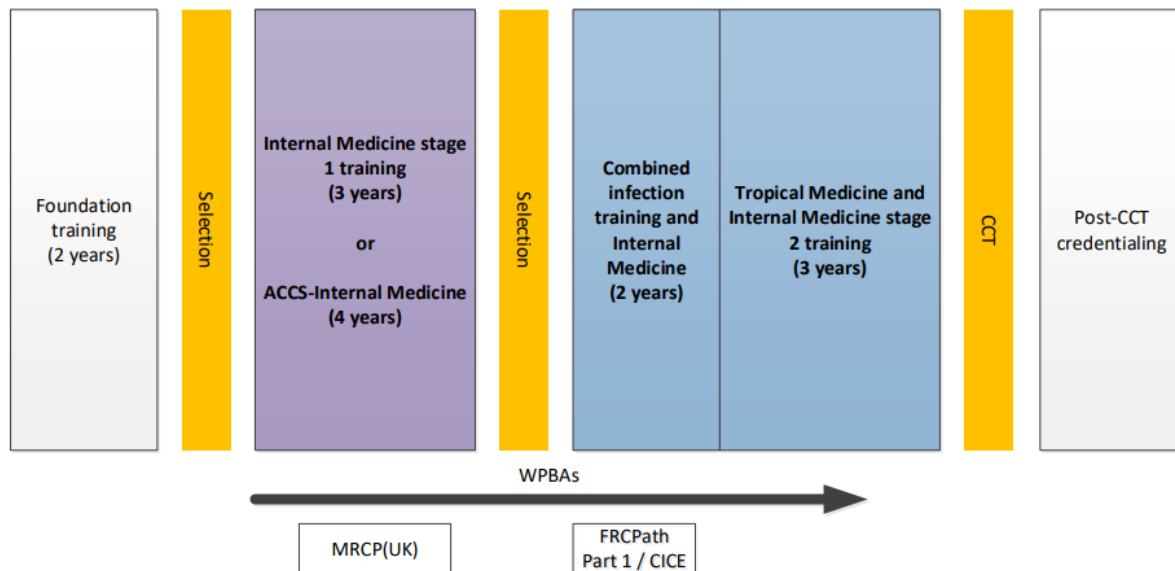 Foundation
training
(2 years)
Selection
Internal Medicine stage
1 training
(3 years)
or
ACCS-Internal Medicine
(4 years)
Selection
Combined
infection
training and
Internal
Medicine
(2 years)
Tropical Medicine and
Internal Medicine stage
2 training
(3 years)
CCT
Post-CCT
credentialing
WPBAs
MRCP(UK)
FRCPath
Part 1 / CICE